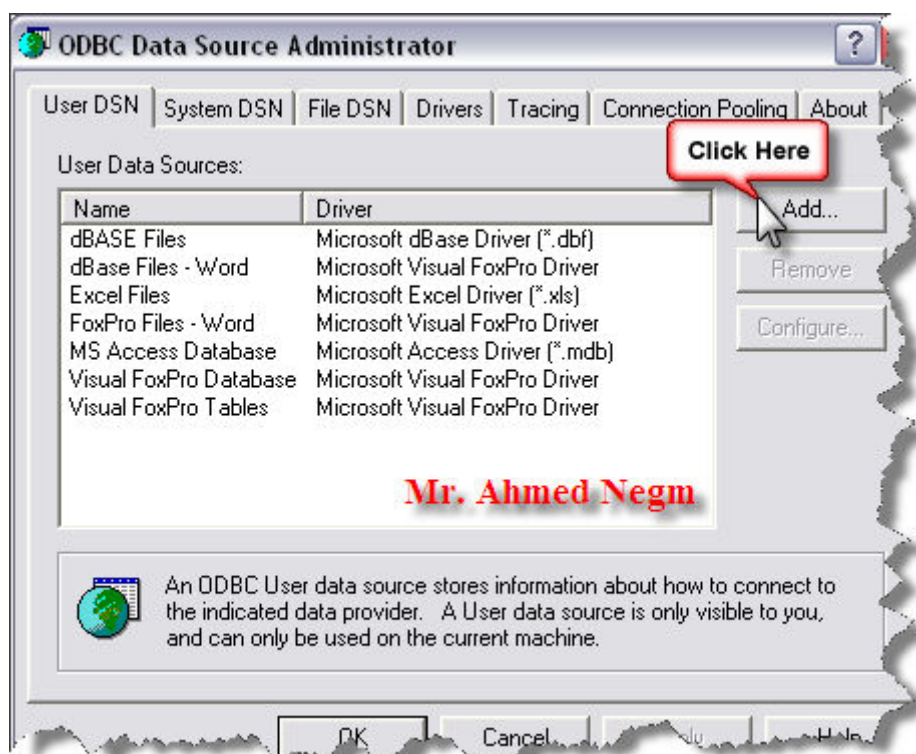 ODBC Data Source Administrator
User DSN System DSN File DSN Drivers Tracing Connection Pooling About
User Data Sources:
Click Here
Name Driver
Add...
dBASE Files Microsoft dBase Driver (*.dbf)
dBase Files - Word Microsoft Visual FoxPro Driver
Remove
Excel Files Microsoft Excel Driver (*.xls)
FoxPro Files - Word Microsoft Visual FoxPro Driver
Configure...
MS Access Database Microsoft Access Driver (*.mdb)
Visual FoxPro Database Microsoft Visual FoxPro Driver
Visual FoxPro Tables Microsoft Visual FoxPro Driver
Mr. Ahmed Negm
An ODBC User data source stores information about how to connect to
the indicated data provider. A User data source is only visible to you,
and can only be used on the current machine.
OK Cancel Help